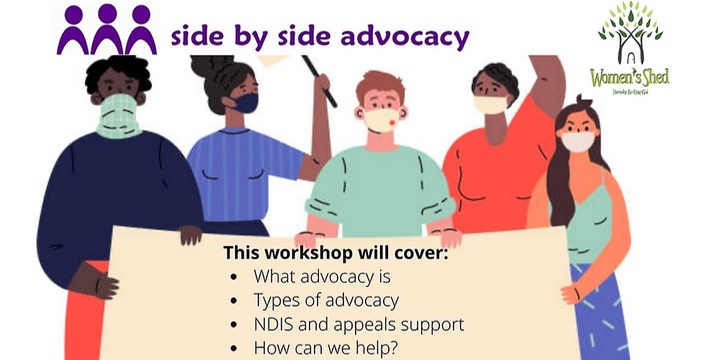 side by side advocacy
Women's Shed
This workshop will cover:
• What advocacy is
• Types of advocacy
• NDIS and appeals support
• How can we help?